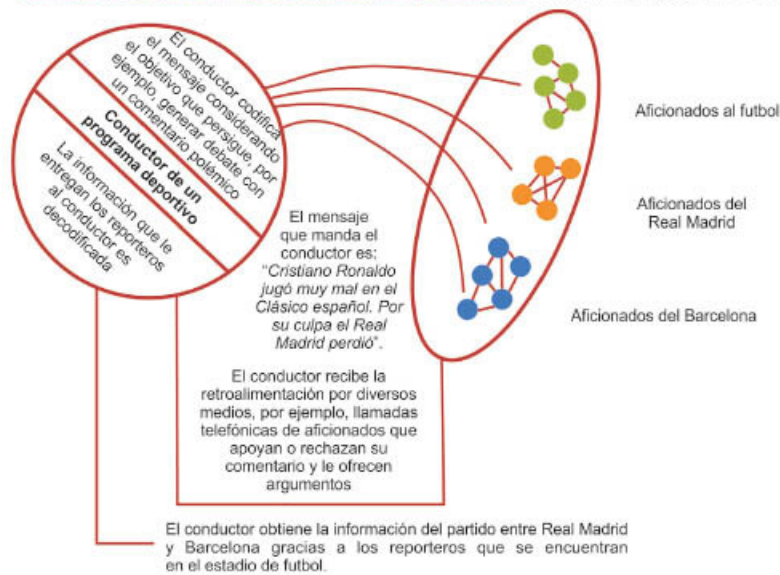 El conductor codifica
el mensaje considerando
el objetivo que persigue, por
ejemplo, generar debate con
un comentario polémico
Conductor de un
programa deportivo
La información que le
entregan los reporteros
al conductor es
decodificada
Aficionados al futbol
Aficionados del
Real Madrid
Aficionados del Barcelona
El mensaje
que manda el
conductor es:
“Cristiano Ronaldo
jugó muy mal en el
Clásico español. Por
su culpa el Real
Madrid perdió”.
El conductor recibe la
retroalimentación por diversos
medios, por ejemplo, llamadas
telefónicas de aficionados que
apoyan o rechazan su
comentario y le ofrecen
argumentos
El conductor obtiene la información del partido entre Real Madrid
y Barcelona gracias a los reporteros que se encuentran
en el estadio de futbol.